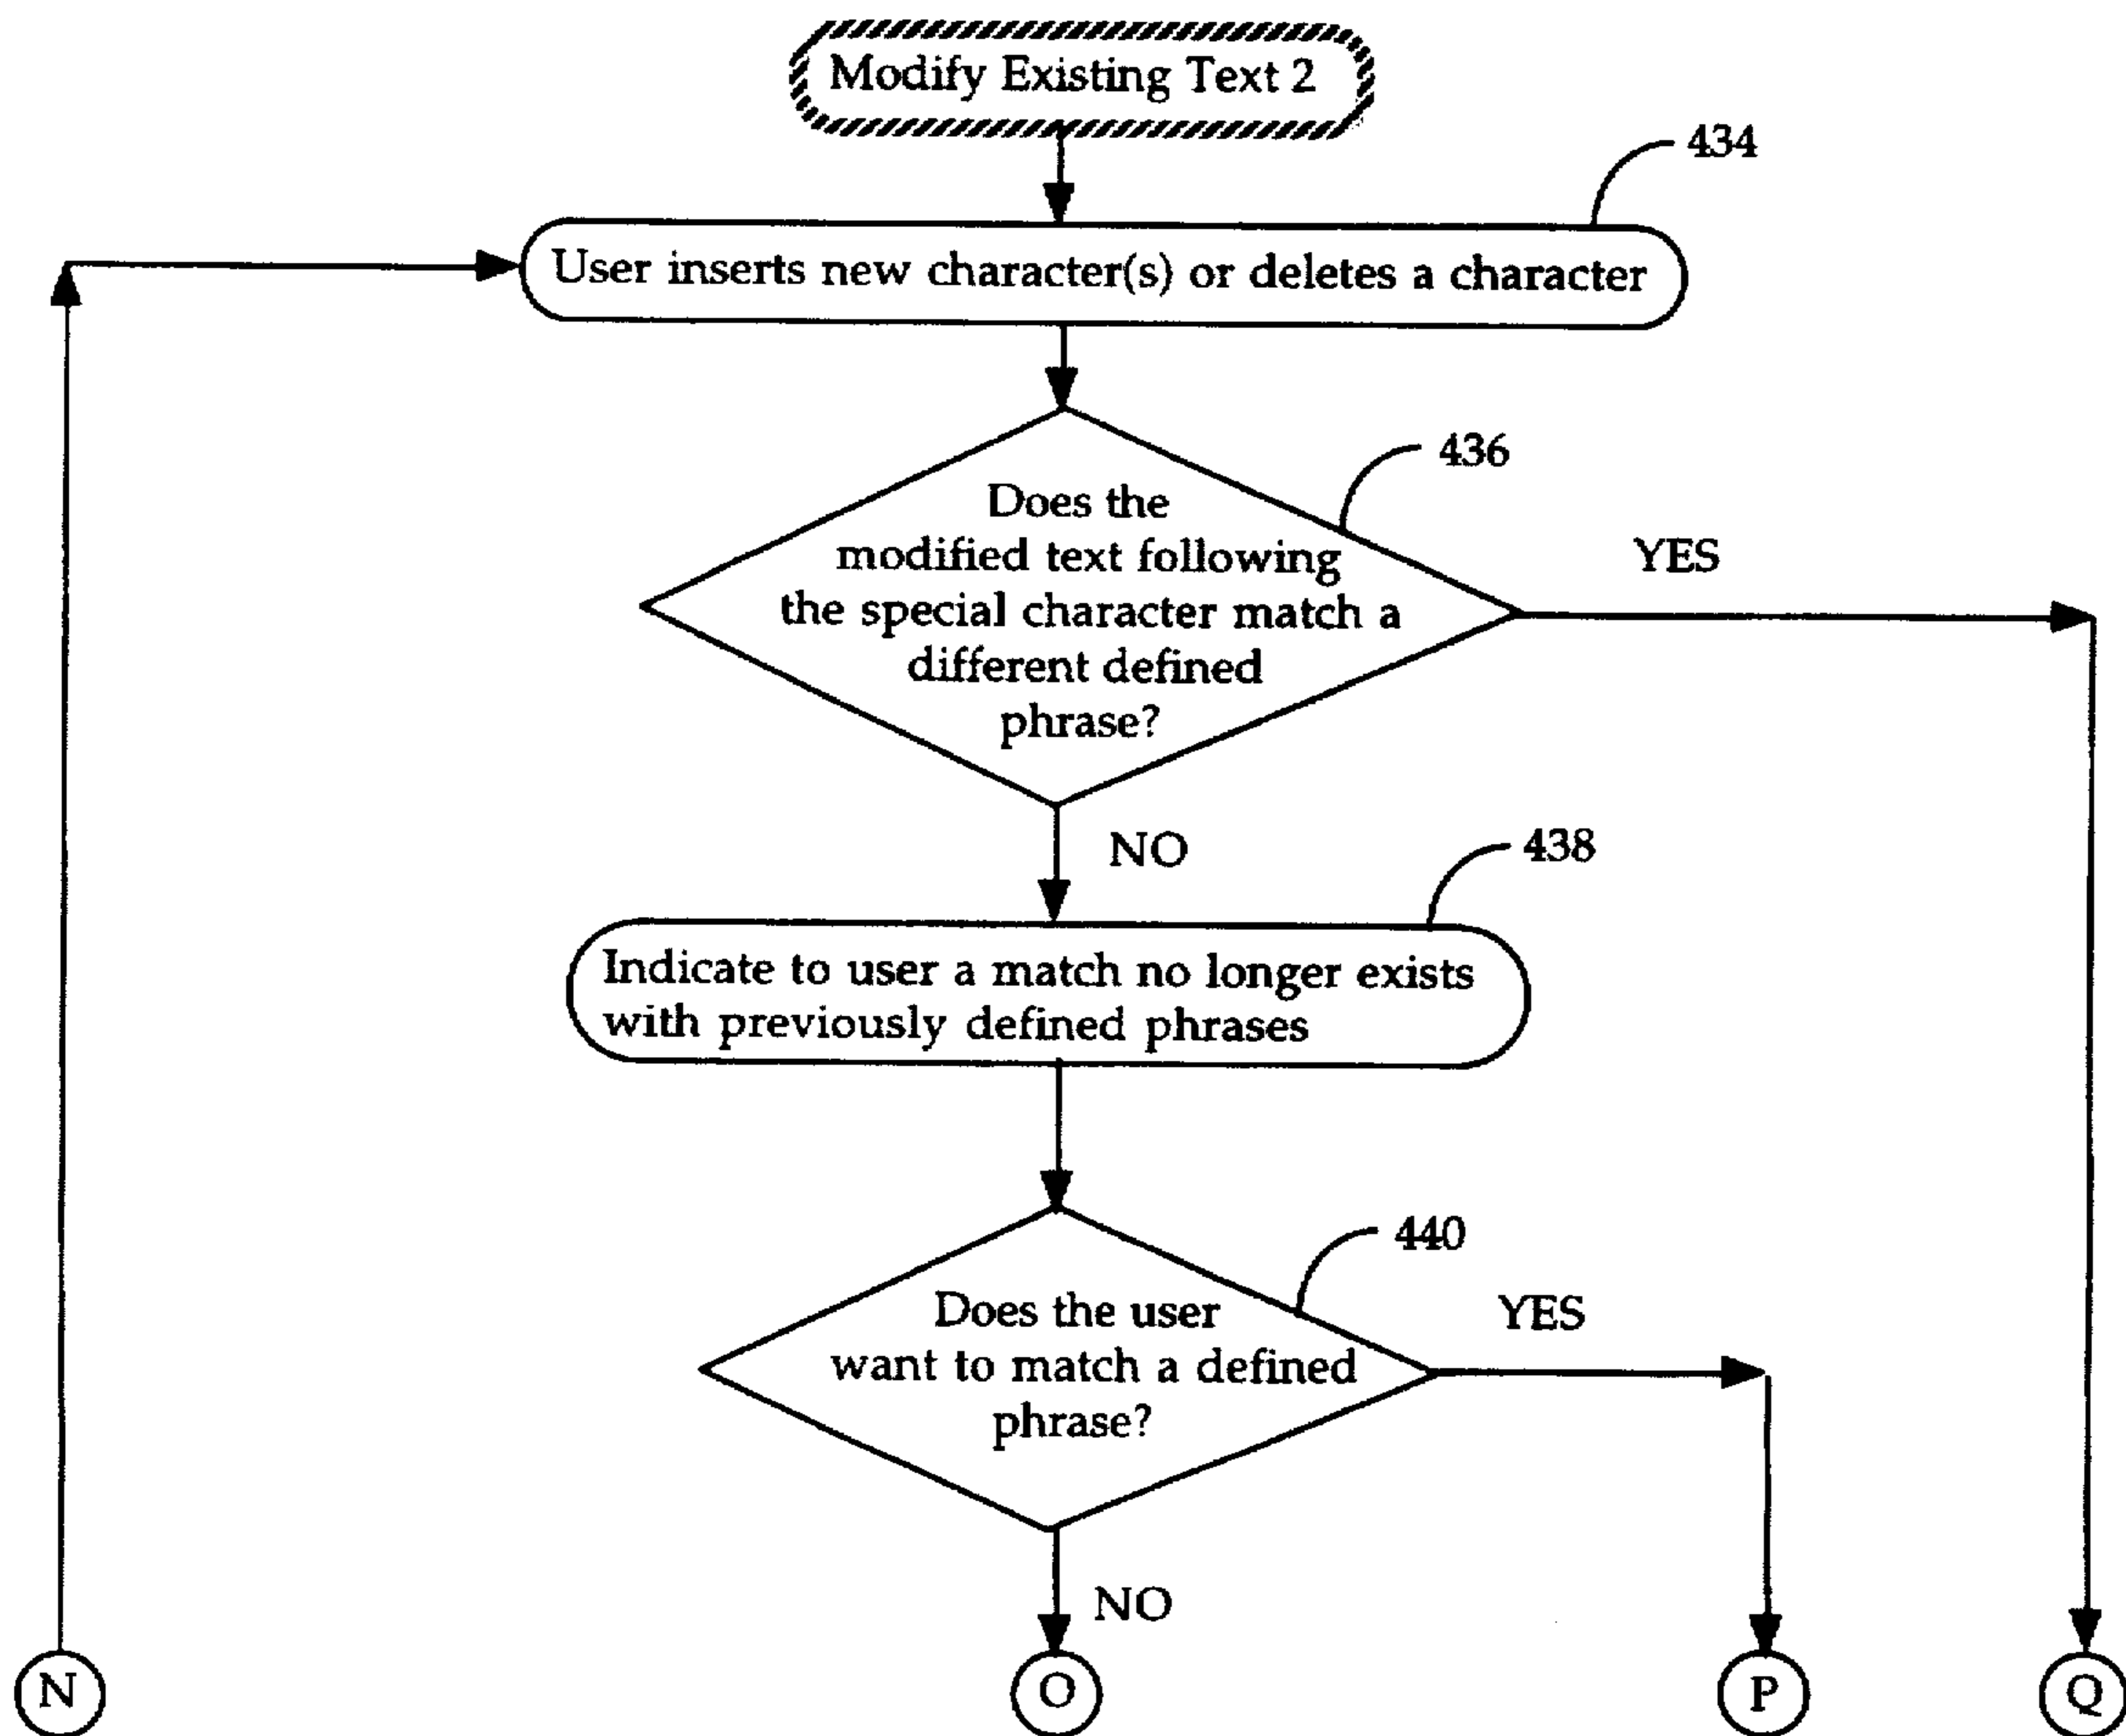 Modify Existing Text 2
434
User inserts new character(s) or deletes a character
436
Does the
modified text following
the special character match a
different defined
phrase?
YES
NO
438
Indicate to user a match no longer exists
with previously defined phrases
440
Does the user
want to match a defined
phrase?
YES
NO
N
O
P
Q